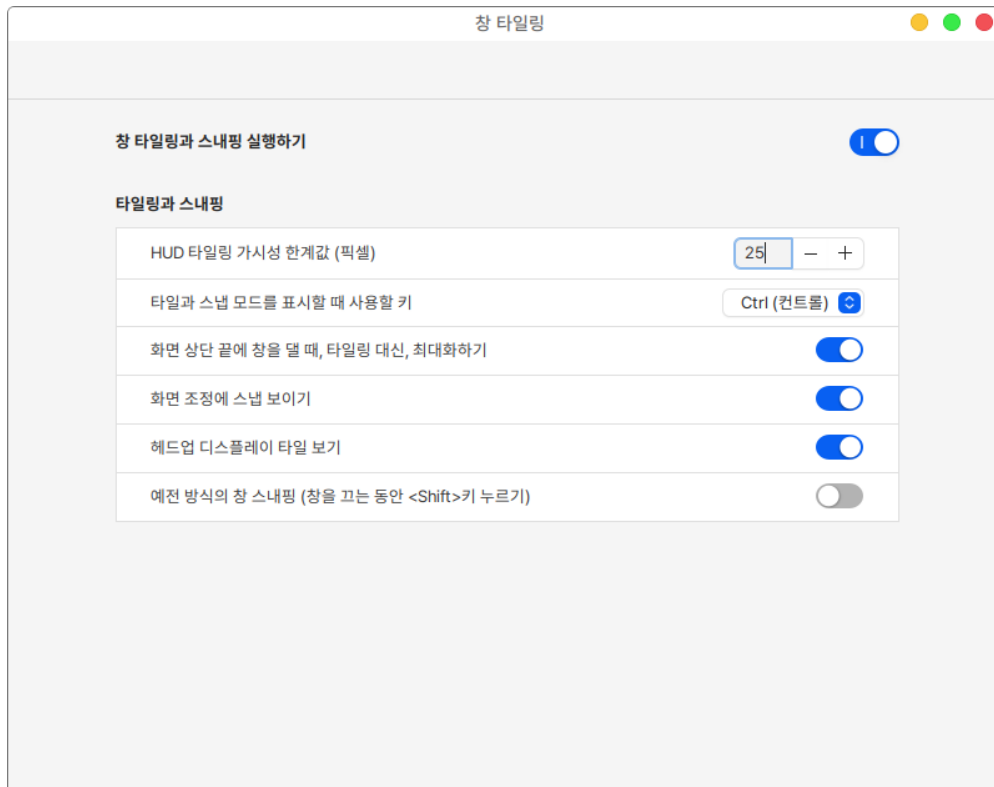 창 타일링
창 타일링과 스내핑 실행하기
타일링과 스내핑
HUD 타일링 가시성 한계값 (픽셀)
25 − +
타일과 스냅 모드를 표시할 때 사용할 키
Ctrl (컨트롤)
화면 상단 끝에 창을 댈 때, 타일링 대신, 최대화하기
화면 조정에 스냅 보이기
헤드업 디스플레이 타일 보기
예전 방식의 창 스내핑 (창을 끄는 동안 <Shift>키 누르기)